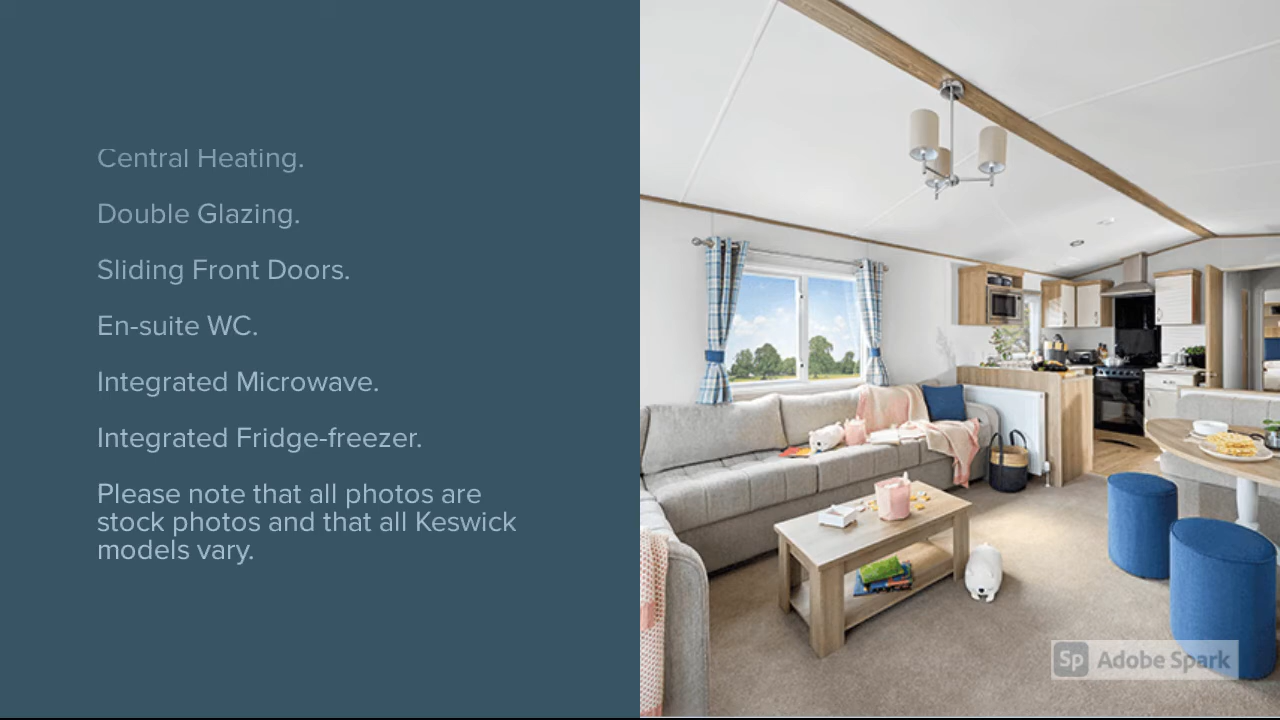 Central Heating.
Double Glazing.
Sliding Front Doors.
En-suite WC.
Integrated Microwave.
Integrated Fridge-freezer.
Please note that all photos are
stock photos and that all Keswick
models vary.
Sp Adobe Spark